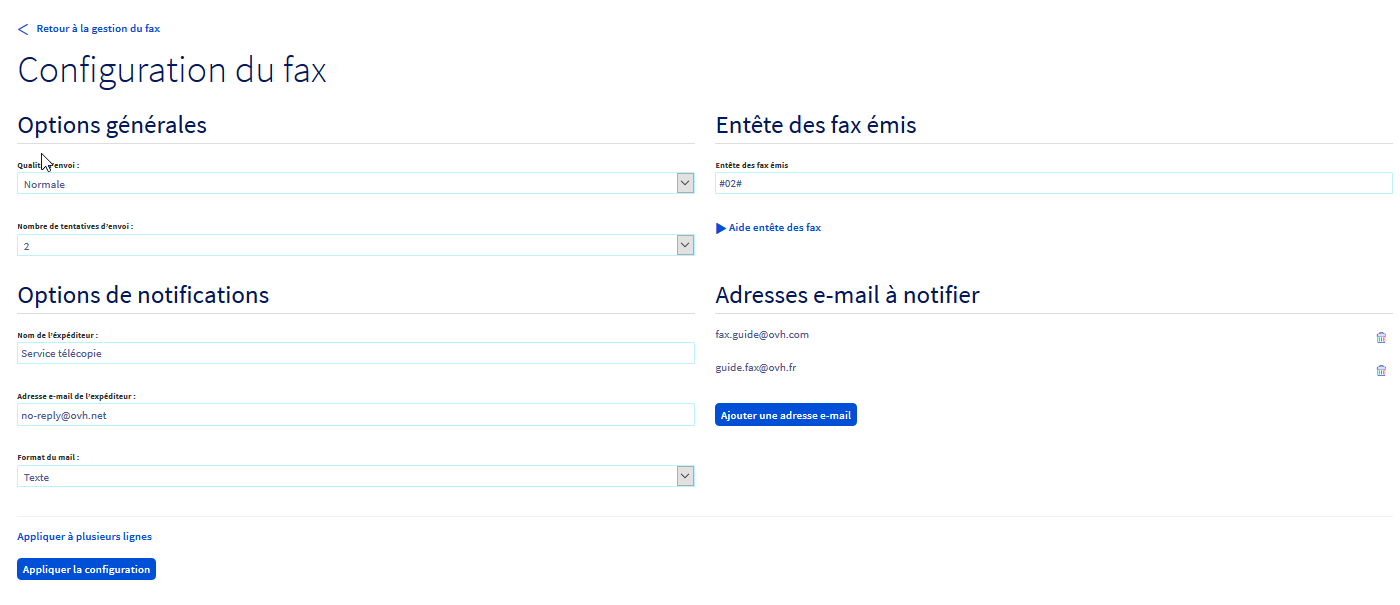 Retour à la gestion du fax
Configuration du fax
Options générales
Qualit envoi :
Normale
Nombre de tentatives d'envoi :
2
Entête des fax émis
Entête des fax émis
#02#
Aide entête des fax
Options de notifications
Nom de l'éxpéditeur :
Service télécopie
Adresse e-mail de l'expéditeur :
no-reply@ovh.net
Format du mail :
Texte
Adresses e-mail à notifier
fax.guide@ovh.com
guide.fax@ovh.fr
Ajouter une adresse e-mail
Appliquer à plusieurs lignes
Appliquer la configuration